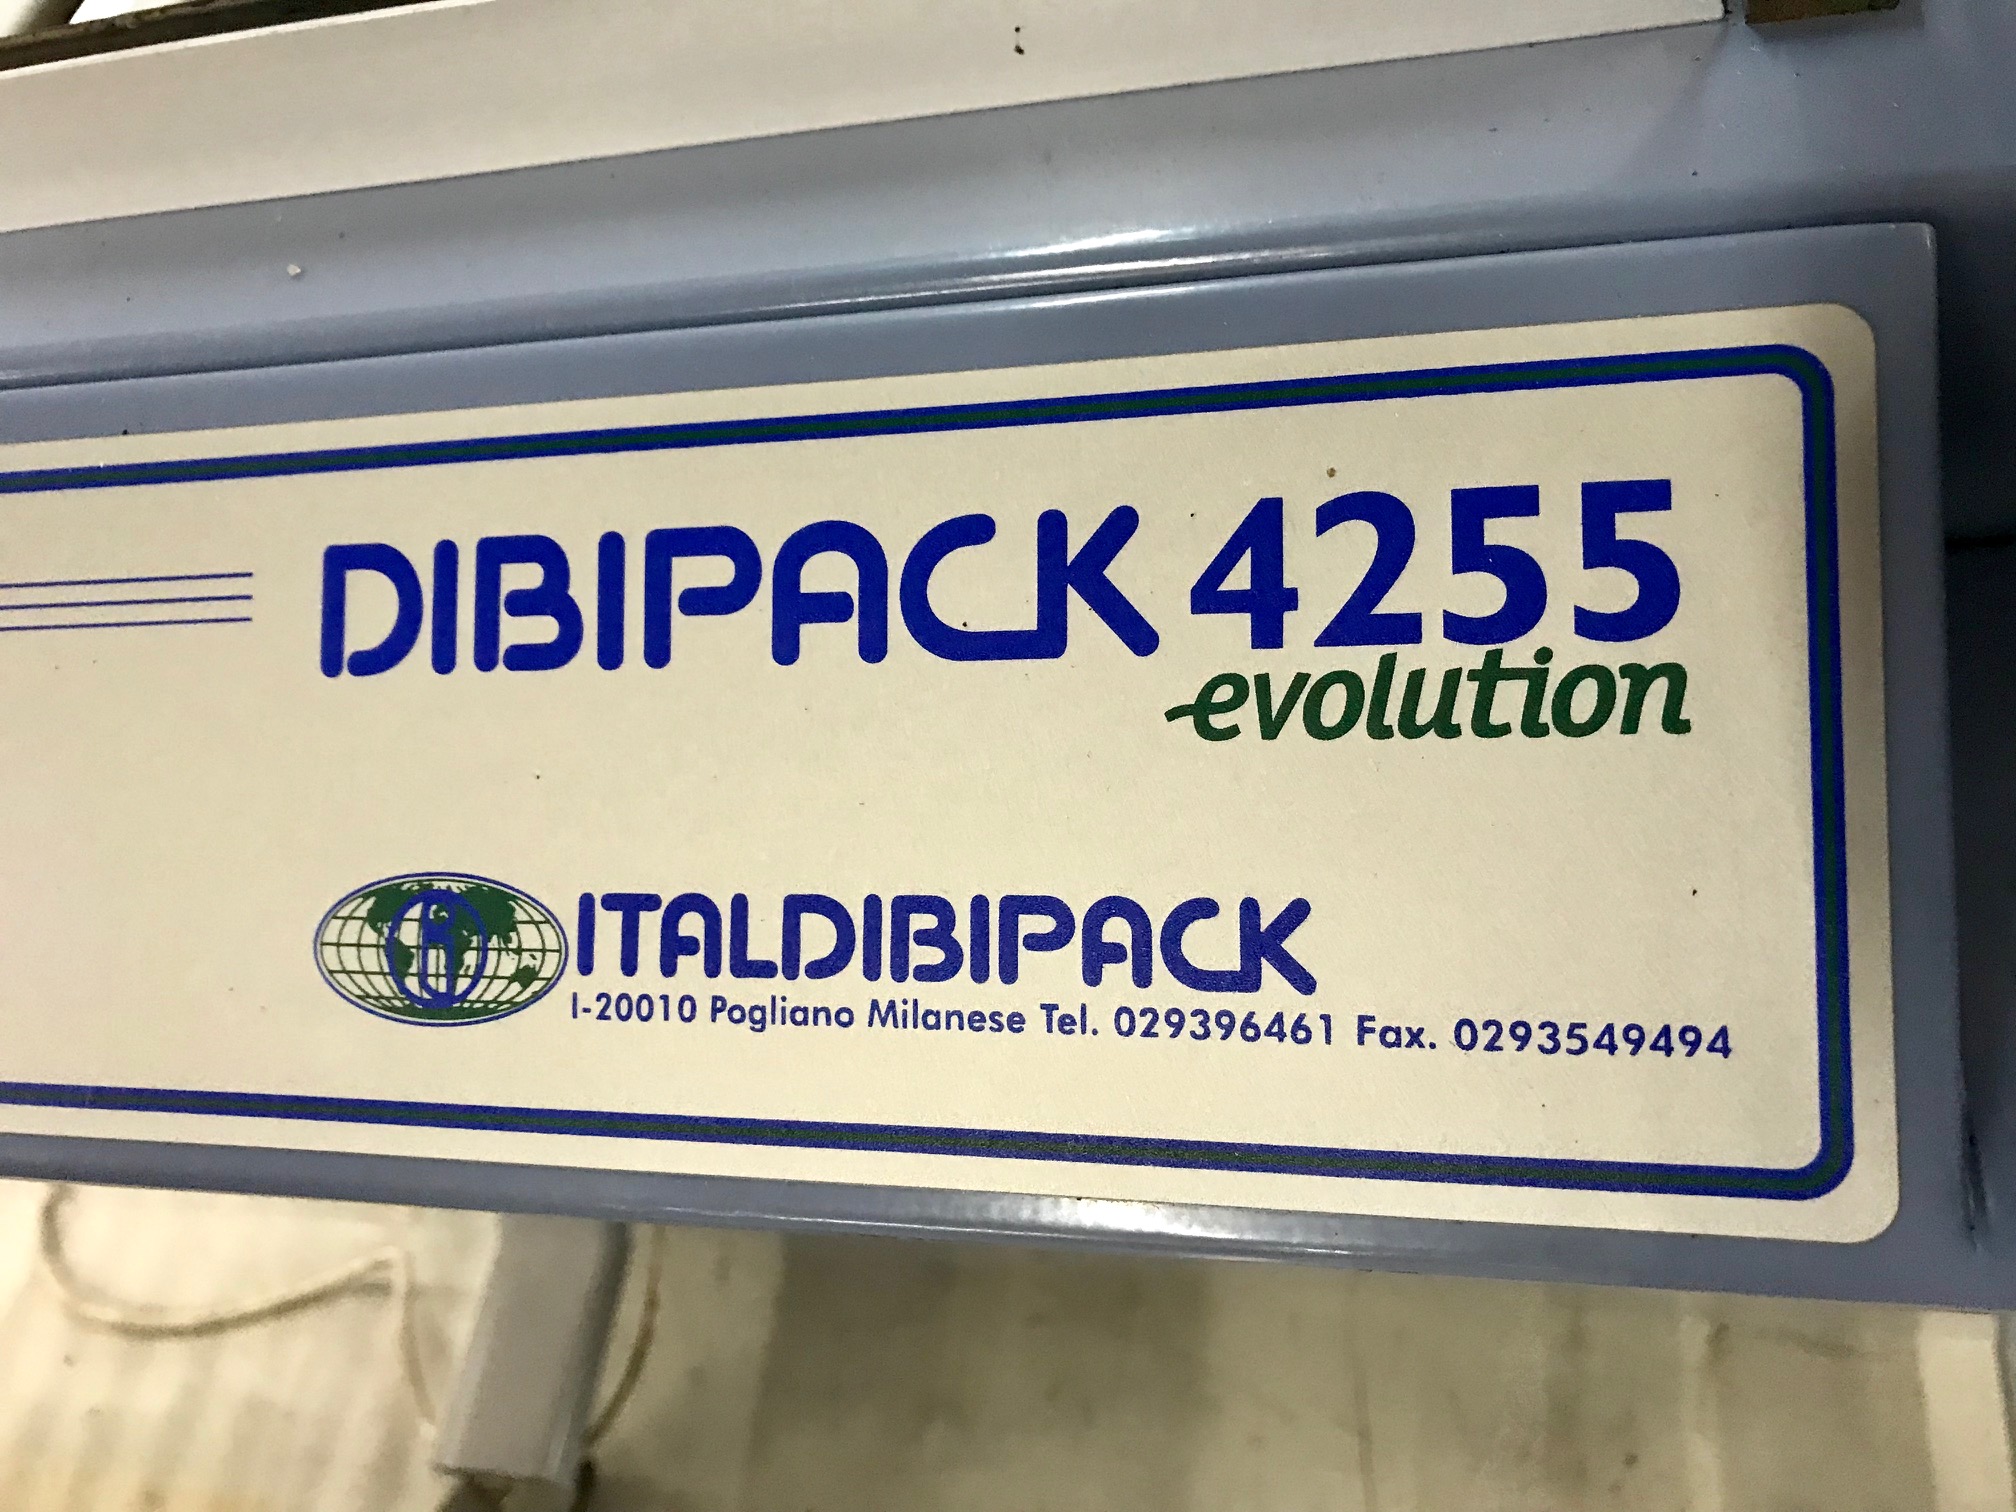 DIBIPACK 4255
evolution
ITALDIBIPACK
I-20010 Pogliano Milanese Tel. 029396461 Fax. 0293549494